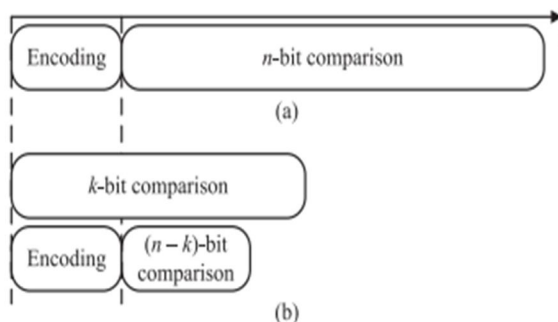 Encoding
n-bit comparison
(a)
k-bit comparison
Encoding
(n – k)-bit
comparison
(b)